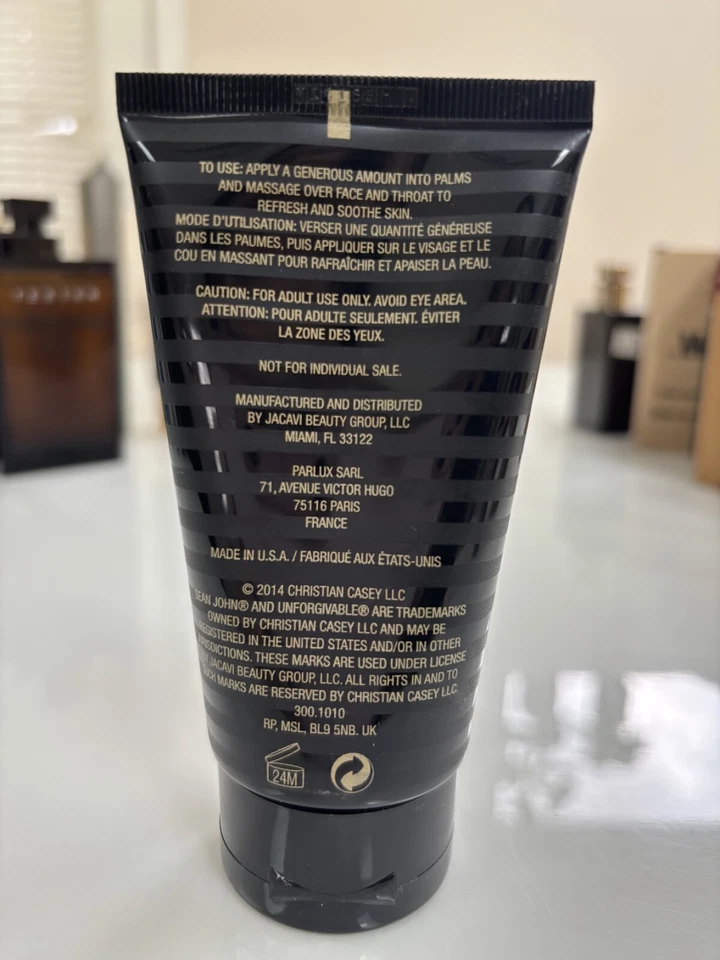 TO USE: APPLY A GENEROUS AMOUNT INTO PALMS
AND MASSAGE OVER FACE AND THROAT TO
REFRESH AND SOOTHE SKIN.
MODE D'UTILISATION: VERSER UNE QUANTITÉ GÉNÉREUSE
DANS LES PAUMES, PUIS APPLIQUER SUR LE VISAGE ET LE
COU EN MASSANT POUR RAFRAÎCHIR ET APAISER LA PEAU.
CAUTION: FOR ADULT USE ONLY. AVOID EYE AREA.
ATTENTION: POUR ADULTE SEULEMENT. ÉVITER
LA ZONE DES YEUX.
NOT FOR INDIVIDUAL SALE.
MANUFACTURED AND DISTRIBUTED
BY JACAVI BEAUTY GROUP, LLC
MIAMI, FL 33122
PARLUX SARL
71, AVENUE VICTOR HUGO
75116 PARIS
FRANCE
MADE IN U.S.A. / FABRIQUÉ AUX ÉTATS-UNIS
© 2014 CHRISTIAN CASEY LLC
SEAN JOHN® AND UNFORGIVABLE® ARE TRADEMARKS
OWNED BY CHRISTIAN CASEY LLC AND MAY BE
REGISTERED IN THE UNITED STATES AND/OR IN OTHER
JURISDICTIONS. THESE MARKS ARE USED UNDER LICENSE
BY JACAVI BEAUTY GROUP, LLC. ALL RIGHTS IN AND TO
SUCH MARKS ARE RESERVED BY CHRISTIAN CASEY LLC.
300.1010
RP, MSL, BL9 5NB. UK
24M